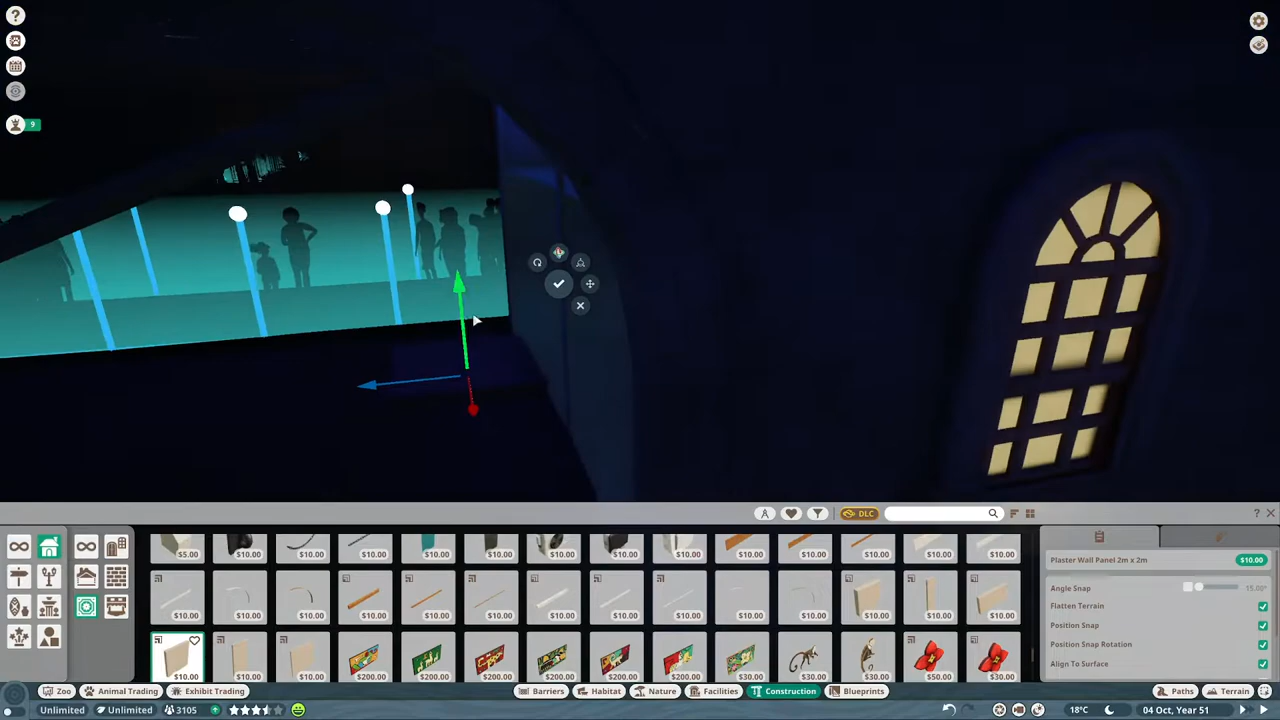 ?
9
DLC
?
$5.00 $10.00 $10.00 $10.00 $10.00 $10.00 $10.00 $10.00 $10.00 $10.00 $10.00 $10.00 $10.00 $10.00
$10.00 $10.00 $10.00 $10.00 $10.00 $10.00 $10.00 $10.00 $10.00 $10.00 $10.00 $10.00 $10.00 $10.00
$10.00 $10.00 $10.00 $200.00 $200.00 $200.00 $200.00 $200.00 $200.00 $30.00 $30.00 $30.00 $50.00 $30.00
Plaster Wall Panel 2m x 2m $10.00
Angle Snap 15.00°
Flatten Terrain
Position Snap
Position Snap Rotation
Align To Surface
Zoo Animal Trading Exhibit Trading Barriers Habitat Nature Facilities Construction Blueprints Paths Terrain
Unlimited Unlimited 3105 18°C 04 Oct, Year 51